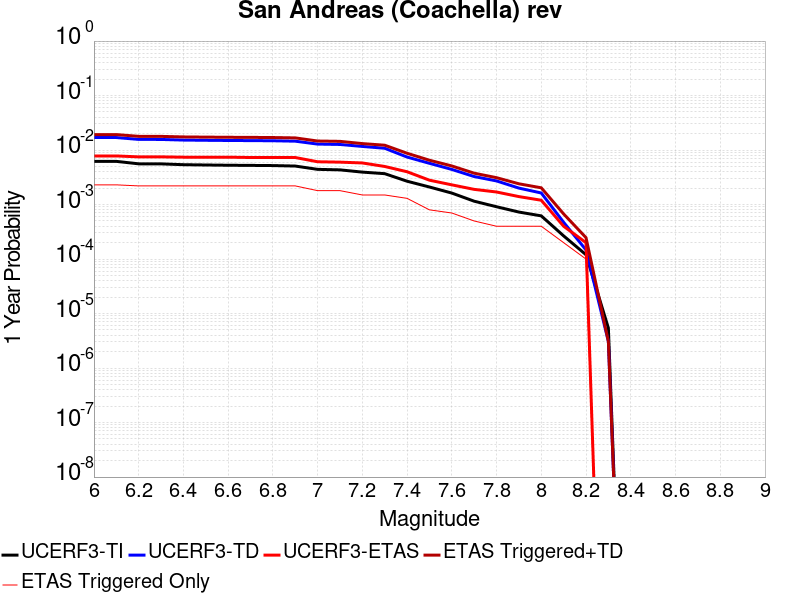 San Andreas (Coachella) rev
10^0
10^-1
10^-2
10^-3
10^-4
10^-5
10^-6
10^-7
10^-8
1 Year Probability
6 6.2 6.4 6.6 6.8 7 7.2 7.4 7.6 7.8 8 8.2 8.4 8.6 8.8 9
Magnitude
UCERF3-TI UCERF3-TD UCERF3-ETAS ETAS Triggered+TD
ETAS Triggered Only